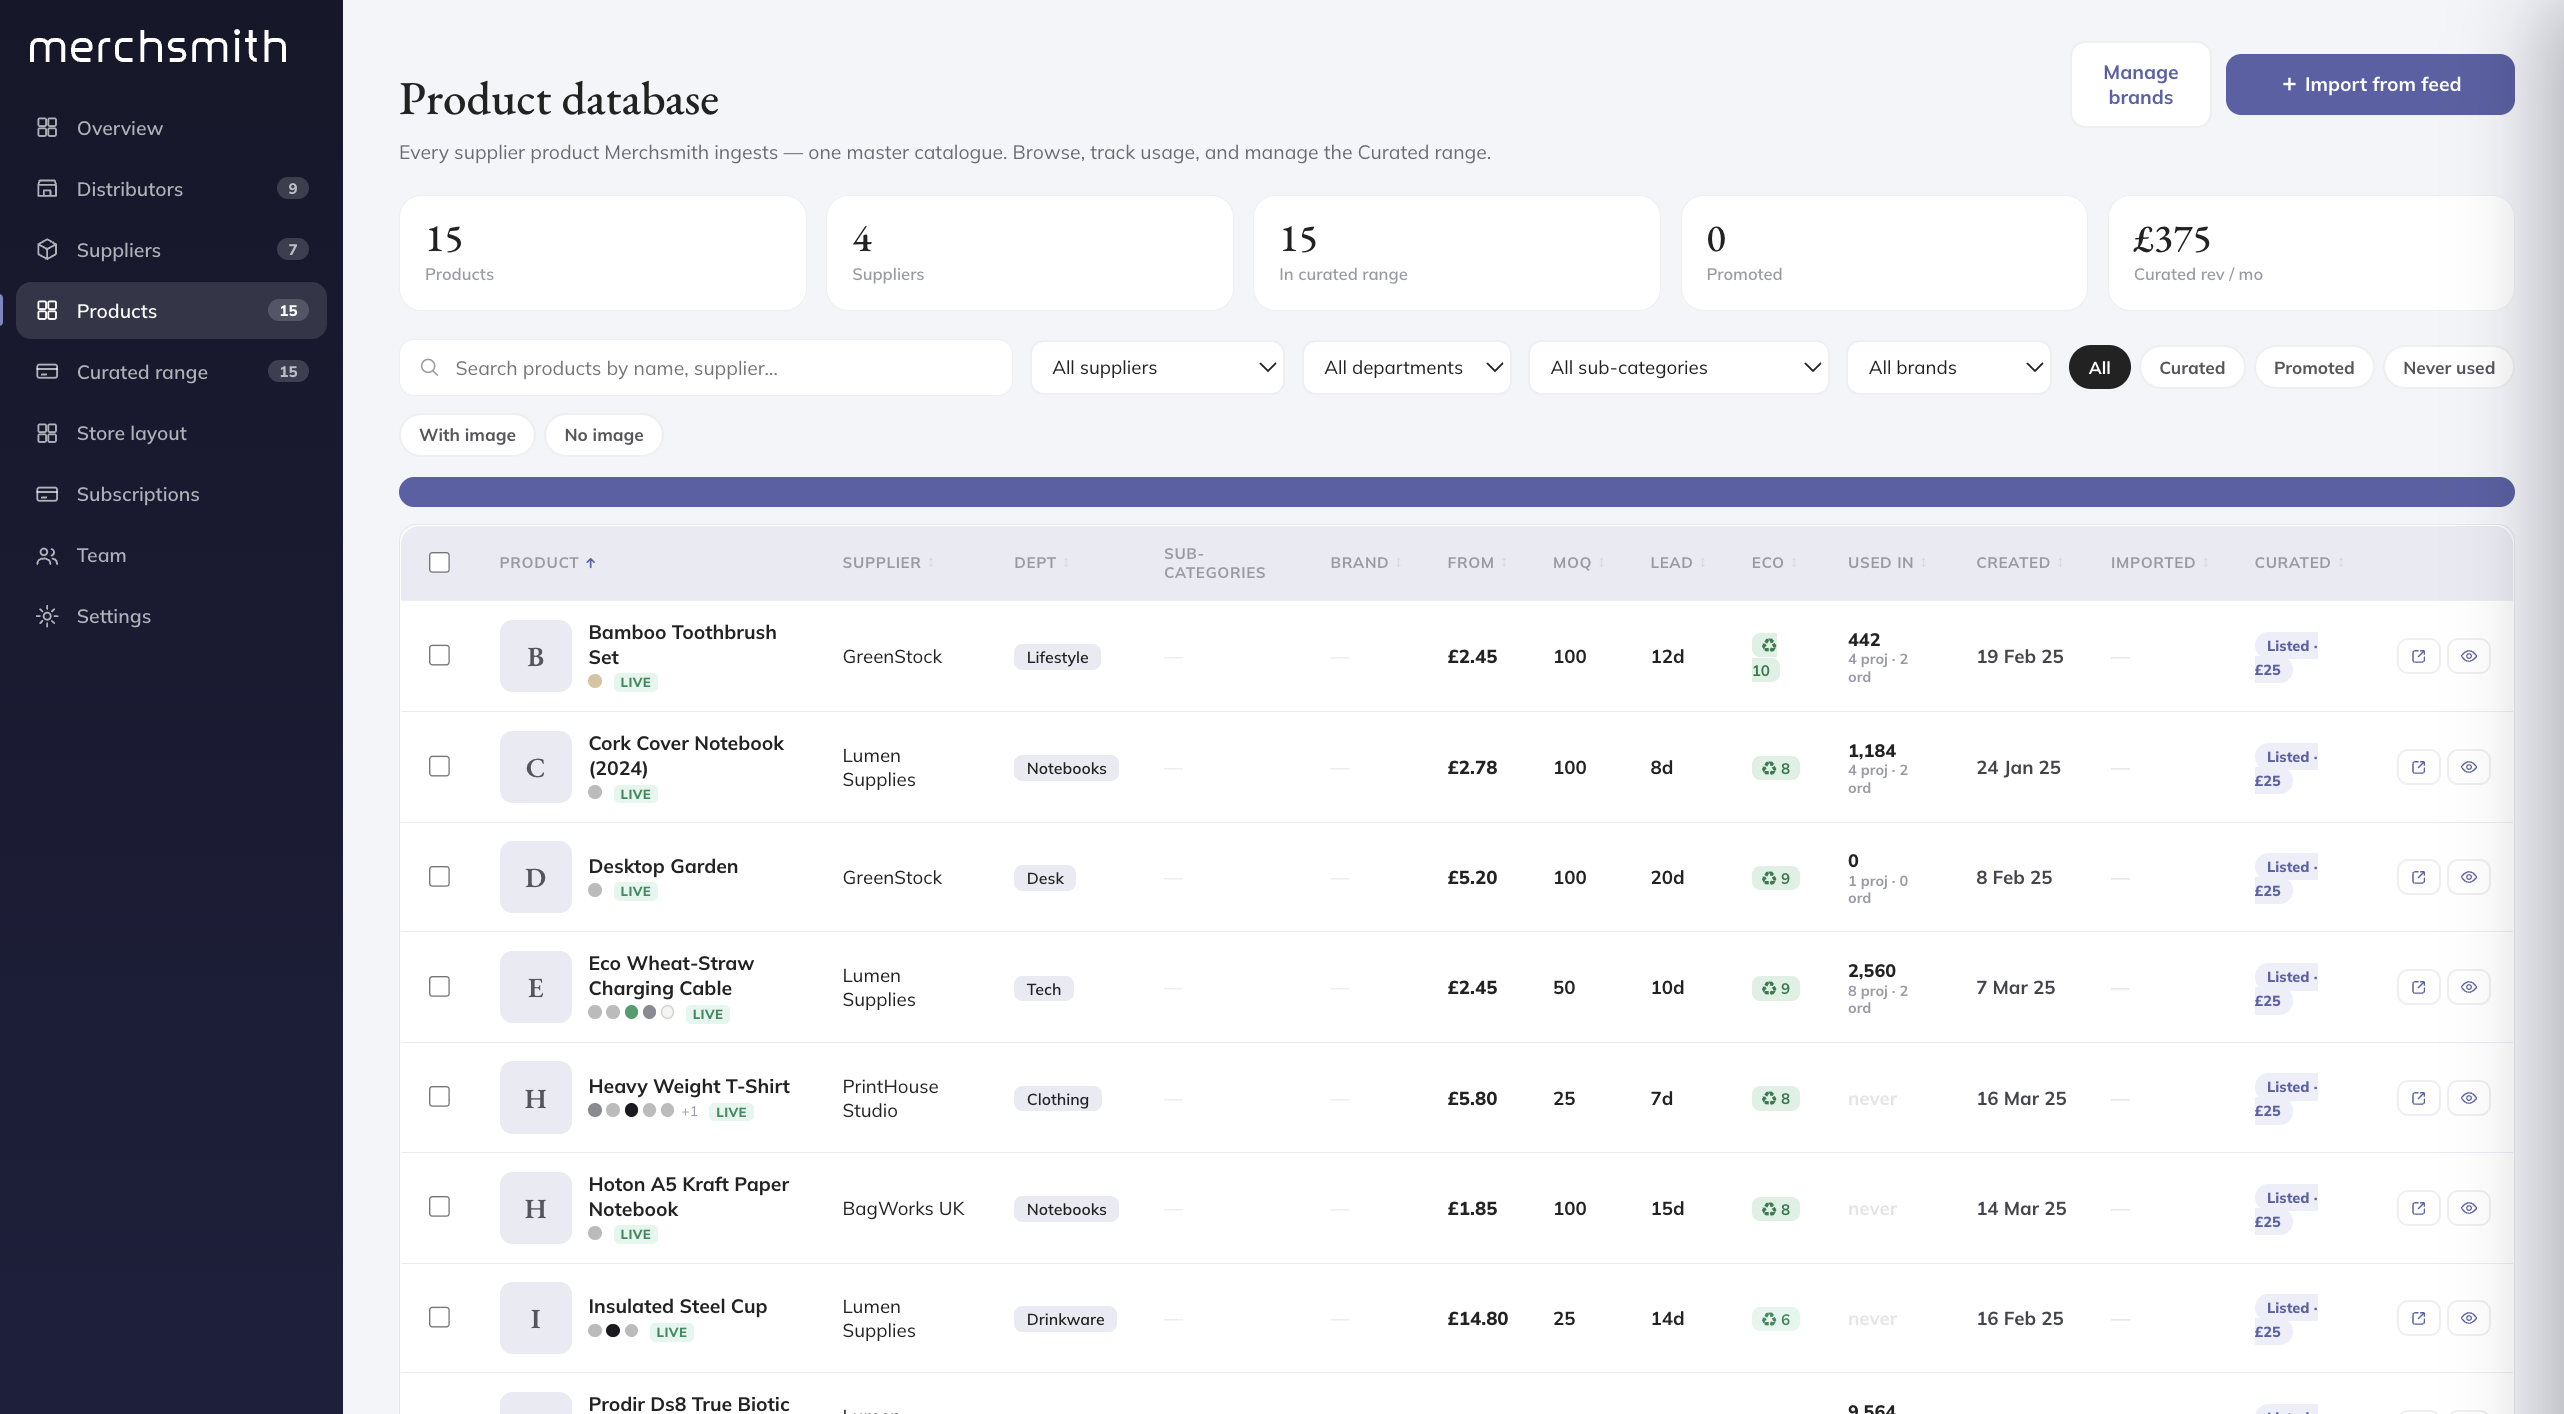 merchsmith
Overview
Distributors 9
Suppliers 7
Products 15
Curated range 15
Store layout
Subscriptions
Team
Settings
Product database
Manage
brands
+ Import from feed
Every supplier product Merchsmith ingests — one master catalogue. Browse, track usage, and manage the Curated range.
15
Products
4
Suppliers
15
In curated range
0
Promoted
£375
Curated rev / mo
Search products by name, supplier...
All suppliers
All departments
All sub-categories
All brands
All
Curated
Promoted
Never used
With image
No image
PRODUCT ↑ SUPPLIER DEPT SUB-
CATEGORIES BRAND FROM MOQ LEAD ECO USED IN CREATED IMPORTED CURATED
B
Bamboo Toothbrush
Set
LIVE
GreenStock
Lifestyle
—
—
£2.45
100
12d
♻
10
442
4 proj · 2
ord
19 Feb 25
—
Listed ·
£25
C
Cork Cover Notebook
(2024)
LIVE
Lumen
Supplies
Notebooks
—
—
£2.78
100
8d
♻ 8
1,184
4 proj · 2
ord
24 Jan 25
—
Listed ·
£25
D
Desktop Garden
LIVE
GreenStock
Desk
—
—
£5.20
100
20d
♻ 9
0
1 proj · 0
ord
8 Feb 25
—
Listed ·
£25
E
Eco Wheat-Straw
Charging Cable
LIVE
Lumen
Supplies
Tech
—
—
£2.45
50
10d
♻ 9
2,560
8 proj · 2
ord
7 Mar 25
—
Listed ·
£25
H
Heavy Weight T-Shirt
+1 LIVE
PrintHouse
Studio
Clothing
—
—
£5.80
25
7d
♻ 8
never
16 Mar 25
—
Listed ·
£25
H
Hoton A5 Kraft Paper
Notebook
LIVE
BagWorks UK
Notebooks
—
—
£1.85
100
15d
♻ 8
never
14 Mar 25
—
Listed ·
£25
I
Insulated Steel Cup
LIVE
Lumen
Supplies
Drinkware
—
—
£14.80
25
14d
♻ 6
never
16 Feb 25
—
Listed ·
£25
Prodir Ds8 True Biotic
9,564